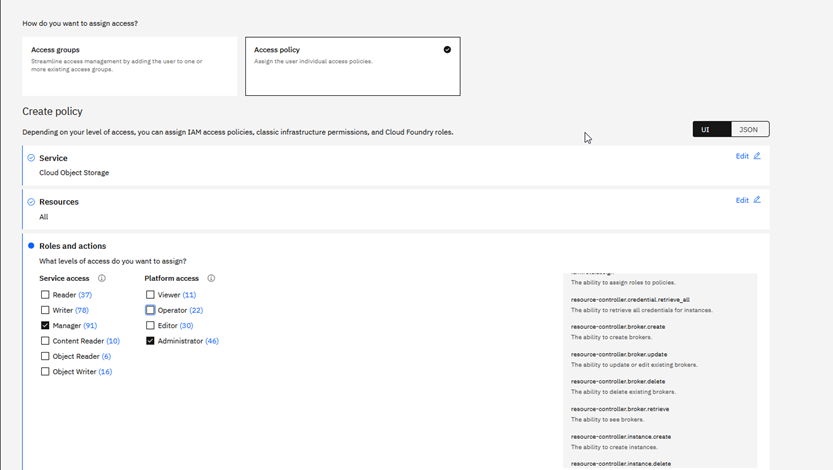 How do you want to assign access?
Access groups
Streamline access management by adding the user to one or
more existing access groups.
Access policy
Assign the user individual access policies.
Create policy
Depending on your level of access, you can assign IAM access policies, classic infrastructure permissions, and Cloud Foundry roles.
UI
JSON
Service
Edit
Cloud Object Storage
Resources
Edit
All
Roles and actions
What levels of access do you want to assign?
Service access
Reader (37)
Writer (78)
Manager (91)
Content Reader (10)
Object Reader (6)
Object Writer (16)
Platform access
Viewer (11)
Operator (22)
Editor (30)
Administrator (46)
The ability to assign roles to policies.
resource-controller.credential.retrieve_all
The ability to retrieve all credentials for instances.
resource-controller.broker.create
The ability to create brokers.
resource-controller.broker.update
The ability to update or edit existing brokers.
resource-controller.broker.delete
The ability to delete existing brokers.
resource-controller.broker.retrieve
The ability to see brokers.
resource-controller.instance.create
The ability to create instances.
resource-controller.instance.delete